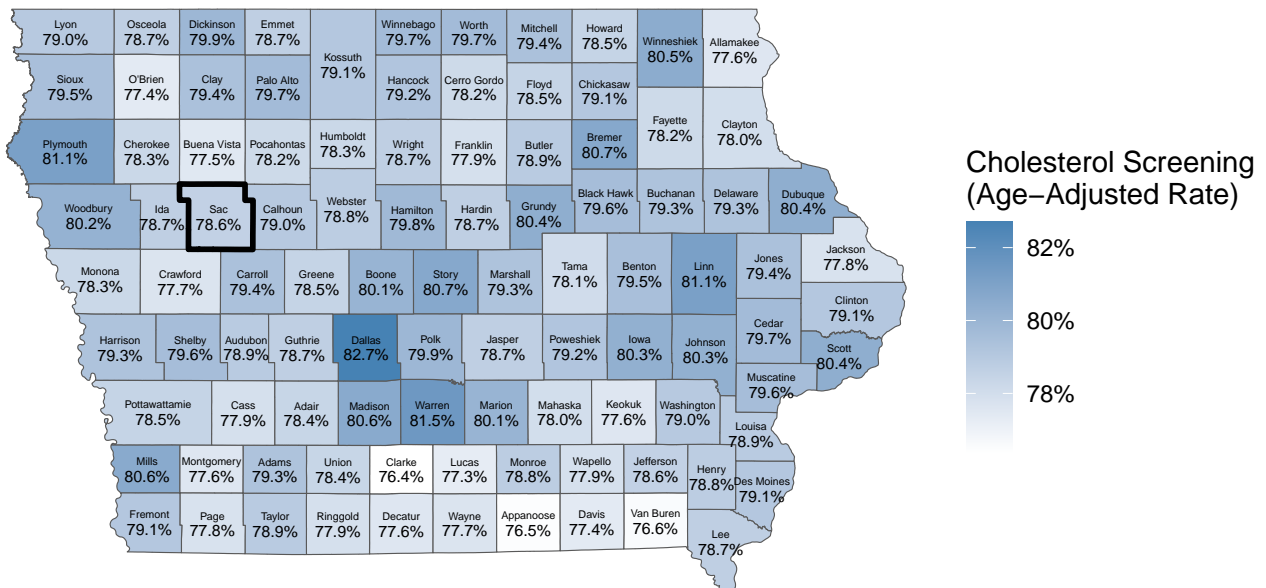 Lyon
79.0%
Osceola
78.7%
Dickinson
79.9%
Emmet
78.7%
Kossuth
79.1%
Winnebago
79.7%
Worth
79.7%
Mitchell
79.4%
Howard
78.5%
Winneshiek
80.5%
Allamakee
77.6%
Sioux
79.5%
O'Brien
77.4%
Clay
79.4%
Palo Alto
79.7%
Hancock
79.2%
Cerro Gordo
78.2%
Floyd
78.5%
Chickasaw
79.1%
Fayette
78.2%
Clayton
78.0%
Plymouth
81.1%
Cherokee
78.3%
Buena Vista
77.5%
Pocahontas
78.2%
Humboldt
78.3%
Wright
78.7%
Franklin
77.9%
Butler
78.9%
Bremer
80.7%
Woodbury
80.2%
Ida
78.7%
Sac
78.6%
Calhoun
79.0%
Webster
78.8%
Hamilton
79.8%
Hardin
78.7%
Grundy
80.4%
Black Hawk
79.6%
Buchanan
79.3%
Delaware
79.3%
Dubuque
80.4%
Monona
78.3%
Crawford
77.7%
Carroll
79.4%
Greene
78.5%
Boone
80.1%
Story
80.7%
Marshall
79.3%
Tama
78.1%
Benton
79.5%
Linn
81.1%
Jones
79.4%
Jackson
77.8%
Clinton
79.1%
Harrison
79.3%
Shelby
79.6%
Audubon
78.9%
Guthrie
78.7%
Dallas
82.7%
Polk
79.9%
Jasper
78.7%
Poweshiek
79.2%
Iowa
80.3%
Johnson
80.3%
Cedar
79.7%
Scott
80.4%
Muscatine
79.6%
Pottawattamie
78.5%
Cass
77.9%
Adair
78.4%
Madison
80.6%
Warren
81.5%
Marion
80.1%
Mahaska
78.0%
Keokuk
77.6%
Washington
79.0%
Louisa
78.9%
Mills
80.6%
Montgomery
77.6%
Adams
79.3%
Union
78.4%
Clarke
76.4%
Lucas
77.3%
Monroe
78.8%
Wapello
77.9%
Jefferson
78.6%
Henry
78.8%
Des Moines
79.1%
Fremont
79.1%
Page
77.8%
Taylor
78.9%
Ringgold
77.9%
Decatur
77.6%
Wayne
77.7%
Appanoose
76.5%
Davis
77.4%
Van Buren
76.6%
Lee
78.7%
Cholesterol Screening
(Age−Adjusted Rate)
82%
80%
78%